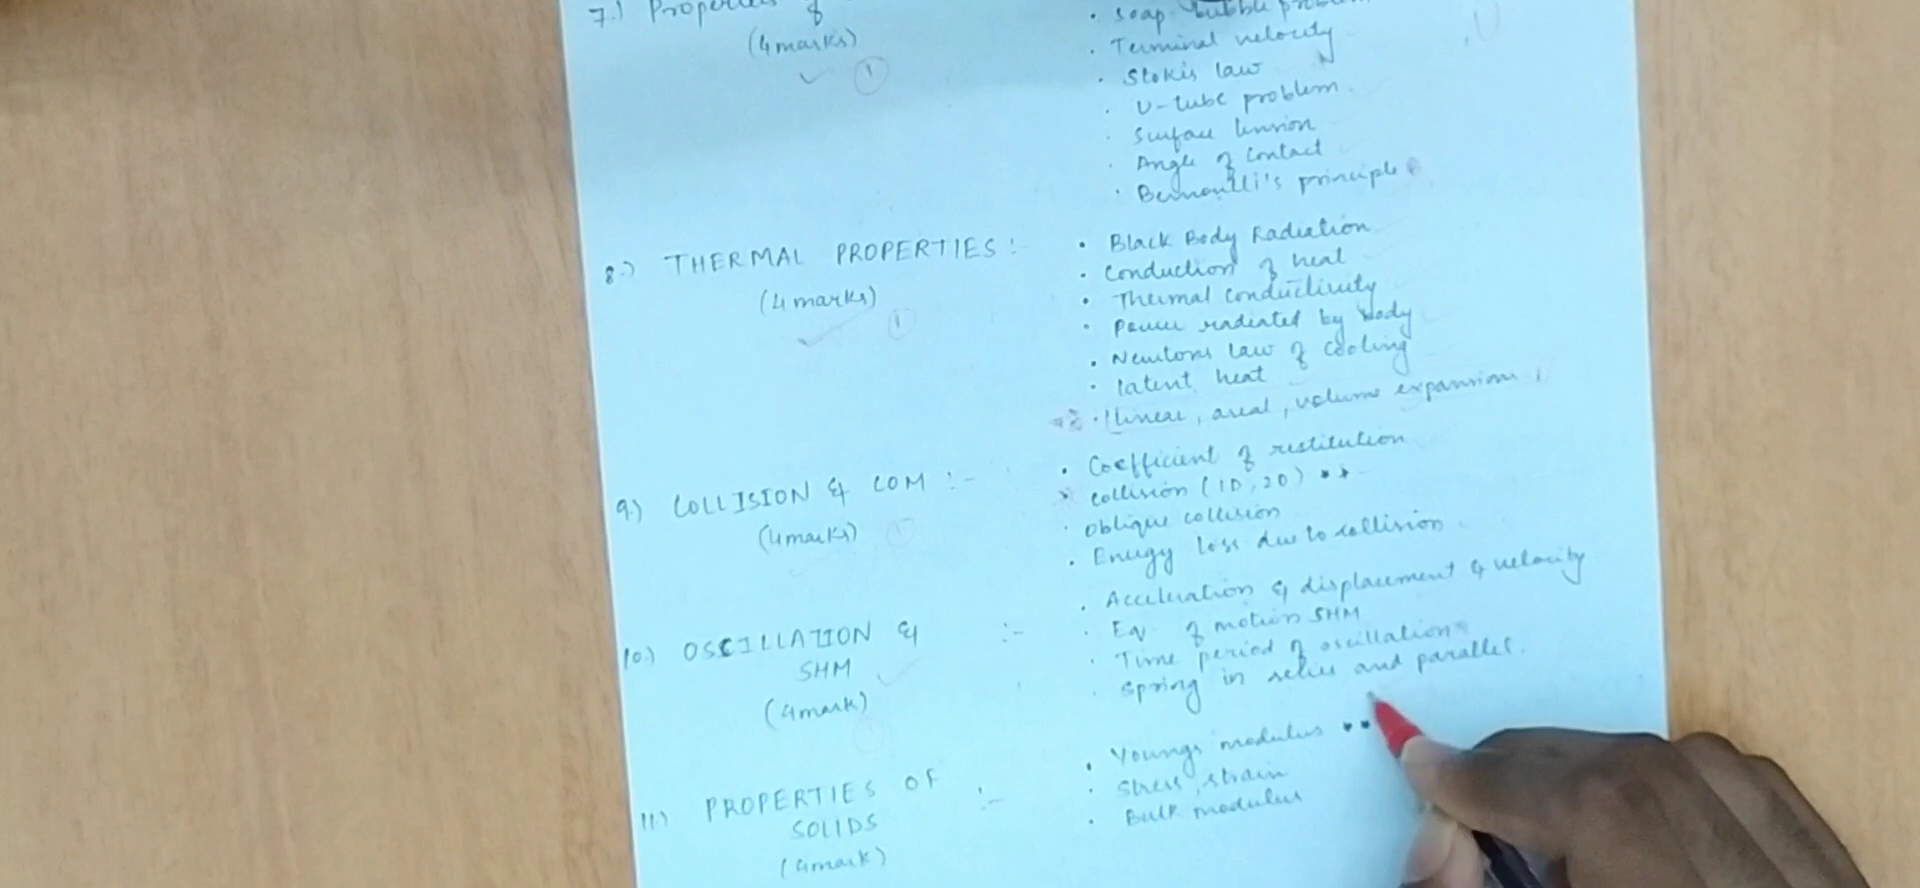 7.) Properties of
(4 marks)
1
• Soap bubble problem
• Terminal velocity
• Stokis law
• U-tube problem
• Surface tension
• Angle of contact
• Bernoulli's principle
8.) THERMAL PROPERTIES :-
(4 marks)
1
• Black Body Radiation
• Conduction of heat
• Thermal conductivity
• Power radiated by body
• Newtons law of cooling
• latent heat
• linear, areal, volume expansion
9.) COLLISION & COM :-
(4 marks)
1
• Coefficient of restitution
• collision (1D, 2D) **
• Oblique collision
• Energy loss due to collision
10.) OSCILLATION &
SHM :-
(4 mark)
• Acceleration & displacement & velocity
• Eq. of motion SHM
• Time period of oscillation
• Spring in series and parallel.
11.) PROPERTIES OF
SOLIDS :-
(4 mark)
• Youngs modulus **
• Stress, strain
• Bulk modulus